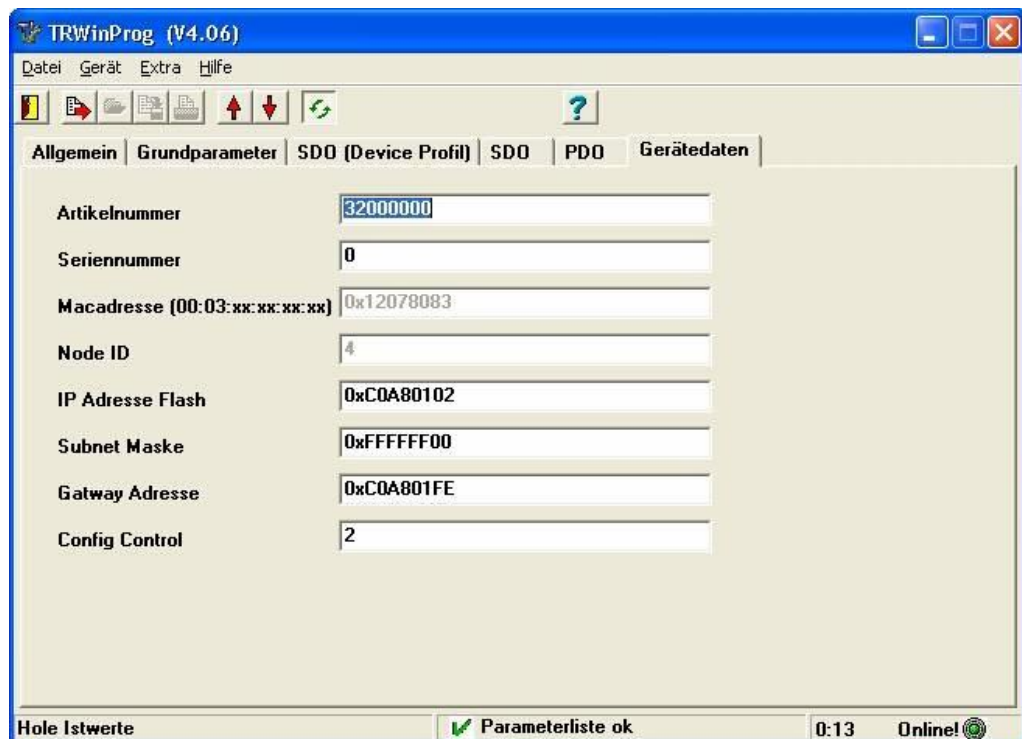 TRWinProg (V4.06)
Datei Gerät Extra Hilfe
?
Allgemein Grundparameter SDO (Device Profil) SDO PDO Gerätedaten
Artikelnummer 32000000
Seriennummer 0
Macadresse (00:03:xx:xx:xx:xx) 0x12078083
Node ID 4
IP Adresse Flash 0xC0A80102
Subnet Maske 0xFFFFFF00
Gatway Adresse 0xC0A801FE
Config Control 2
Hole Istwerte Parameterliste ok 0:13 Online!